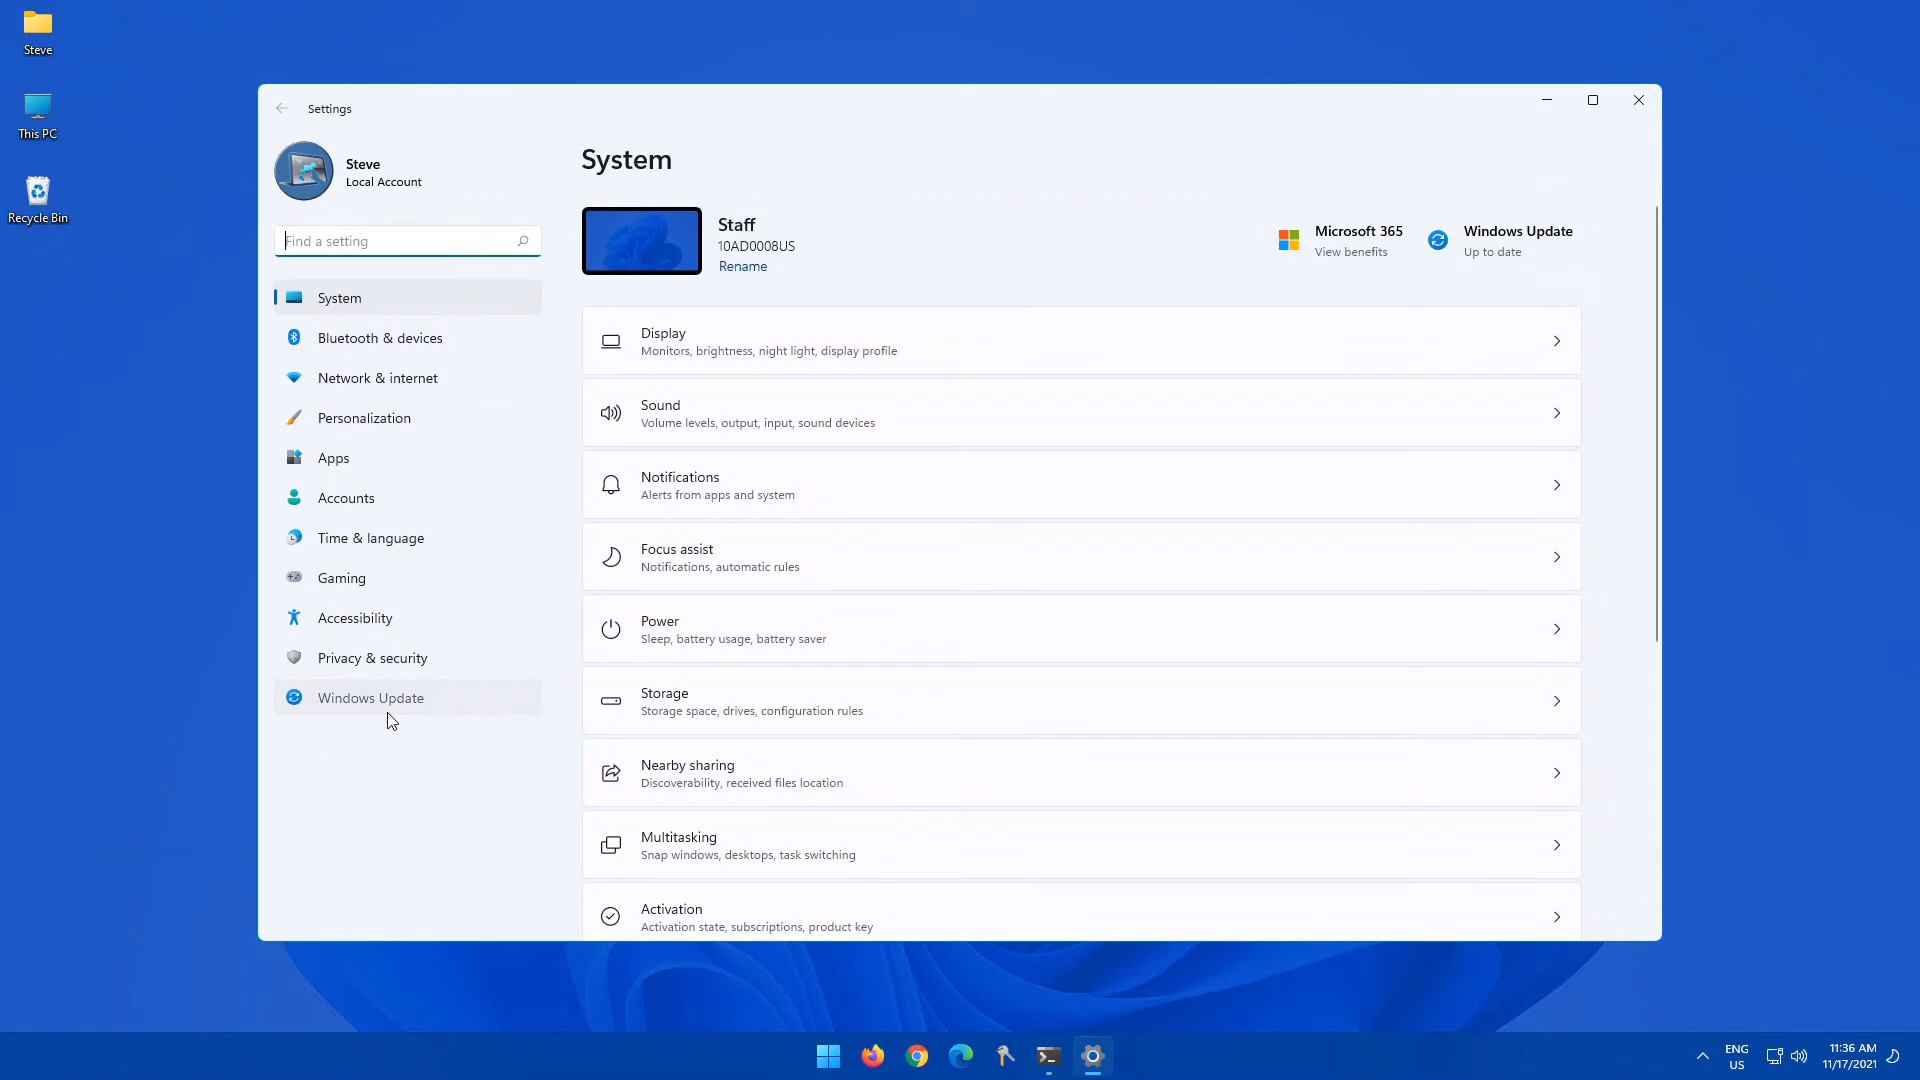 Steve
This PC
Recycle Bin
Settings
Steve
Local Account
Find a setting
System
Bluetooth & devices
Network & internet
Personalization
Apps
Accounts
Time & language
Gaming
Accessibility
Privacy & security
Windows Update
System
Staff
10AD0008US
Rename
Microsoft 365
View benefits
Windows Update
Up to date
Display
Monitors, brightness, night light, display profile
Sound
Volume levels, output, input, sound devices
Notifications
Alerts from apps and system
Focus assist
Notifications, automatic rules
Power
Sleep, battery usage, battery saver
Storage
Storage space, drives, configuration rules
Nearby sharing
Discoverability, received files location
Multitasking
Snap windows, desktops, task switching
Activation
Activation state, subscriptions, product key
ENG
US
11:36 AM
11/17/2021